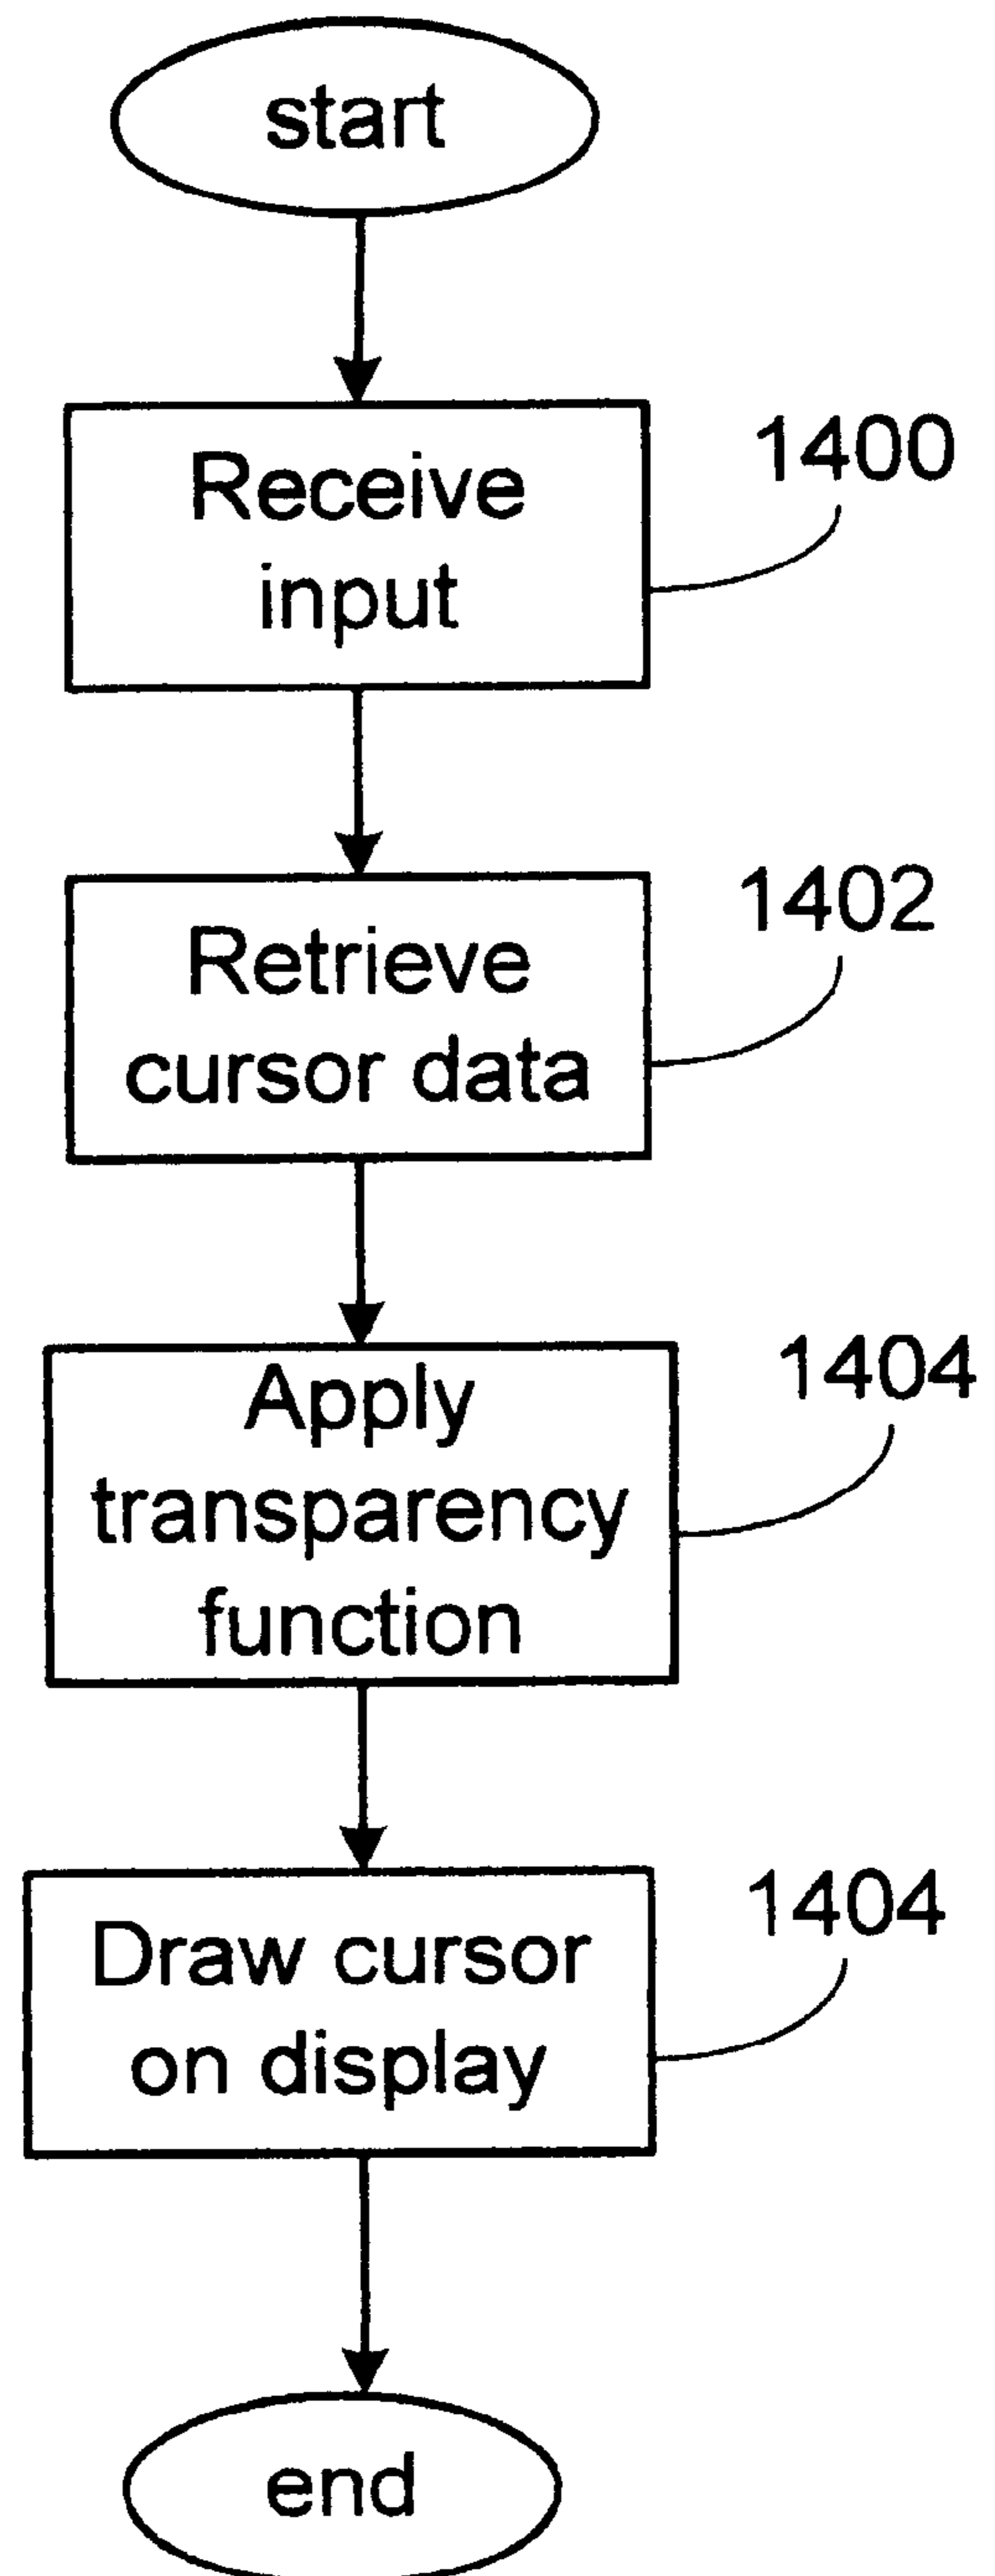 start
Receive
input
1400
Retrieve
cursor data
1402
Apply
transparency
function
1404
Draw cursor
on display
1404
end